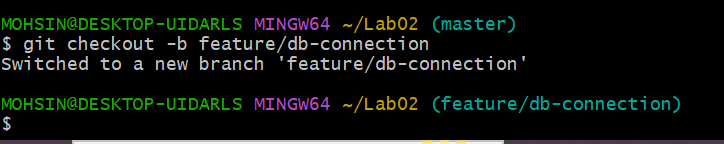 MOHSIN@DESKTOP-UIDARLS MINGW64 ~/Lab02 (master)
$ git checkout -b feature/db-connection
Switched to a new branch 'feature/db-connection'
MOHSIN@DESKTOP-UIDARLS MINGW64 ~/Lab02 (feature/db-connection)
$